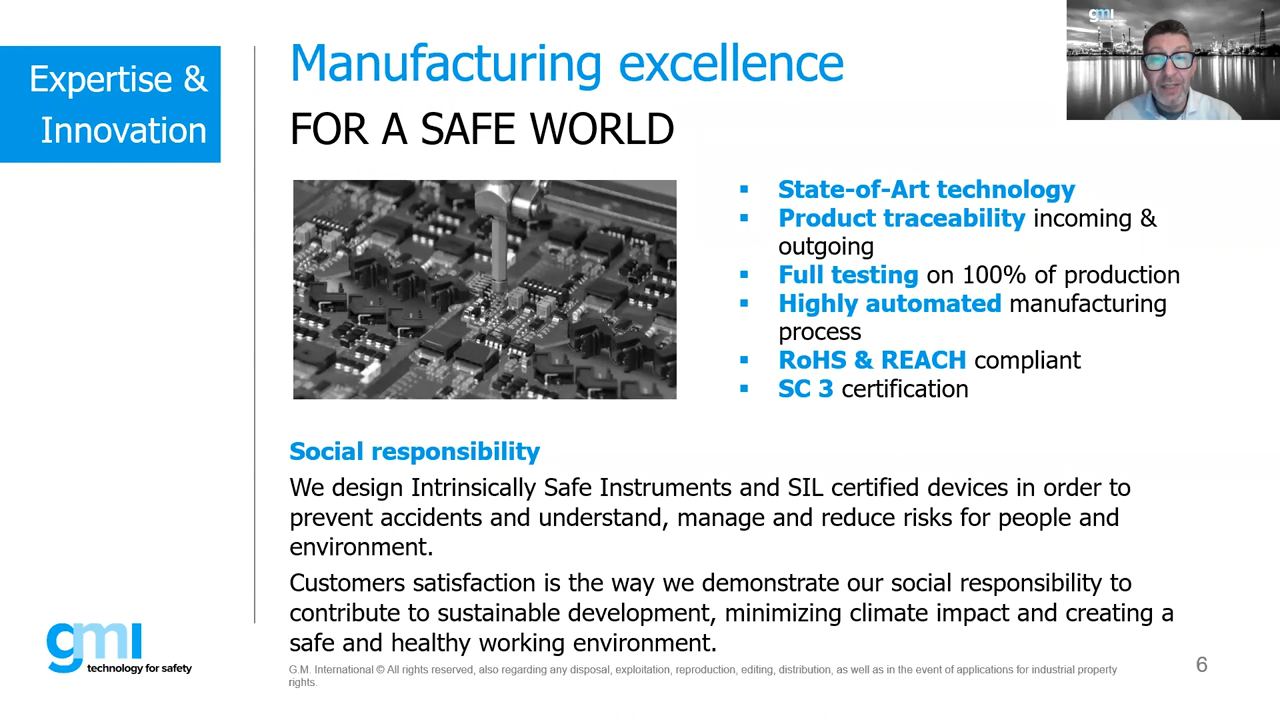 Expertise &
Innovation
Manufacturing excellence
FOR A SAFE WORLD
gmi
▪ State-of-Art technology
▪ Product traceability incoming &
outgoing
▪ Full testing on 100% of production
▪ Highly automated manufacturing
process
▪ RoHS & REACH compliant
▪ SC 3 certification
Social responsibility
We design Intrinsically Safe Instruments and SIL certified devices in order to
prevent accidents and understand, manage and reduce risks for people and
environment.
Customers satisfaction is the way we demonstrate our social responsibility to
contribute to sustainable development, minimizing climate impact and creating a
safe and healthy working environment.
gmi
technology for safety
G.M. International © All rights reserved, also regarding any disposal, exploitation, reproduction, editing, distribution, as well as in the event of applications for industrial property
rights.
6